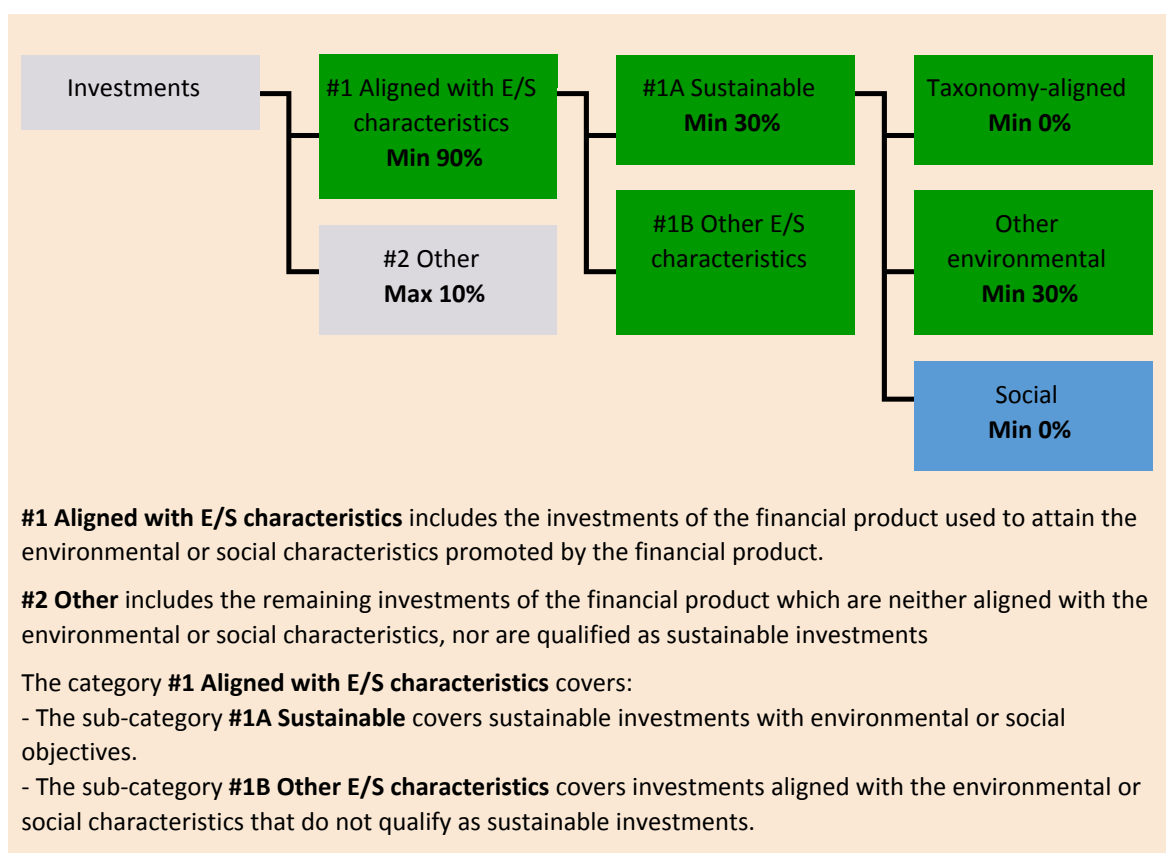 Investments
#1 Aligned with E/S
characteristics
Min 90%
#2 Other
Max 10%
#1A Sustainable
Min 30%
#1B Other E/S
characteristics
Taxonomy-aligned
Min 0%
Other
environmental
Min 30%
Social
Min 0%
#1 Aligned with E/S characteristics includes the investments of the financial product used to attain the
environmental or social characteristics promoted by the financial product.
#2 Other includes the remaining investments of the financial product which are neither aligned with the
environmental or social characteristics, nor are qualified as sustainable investments
The category #1 Aligned with E/S characteristics covers:
- The sub-category #1A Sustainable covers sustainable investments with environmental or social
objectives.
- The sub-category #1B Other E/S characteristics covers investments aligned with the environmental or
social characteristics that do not qualify as sustainable investments.